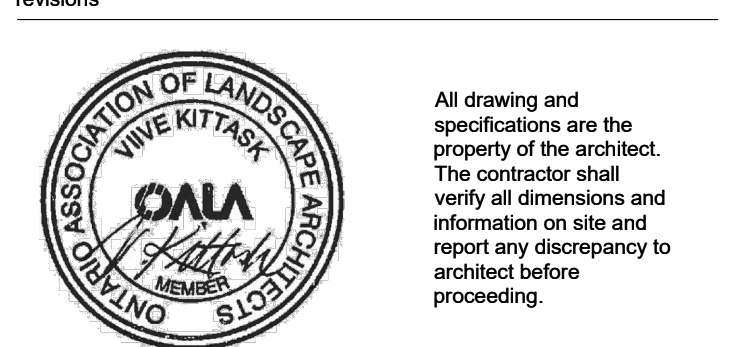 revisions
ONTARIO ASSOCIATION OF LANDSCAPE ARCHITECTS
VIIVE KITTASK
OALA
V. Kittask
MEMBER
All drawing and
specifications are the
property of the architect.
The contractor shall
verify all dimensions and
information on site and
report any discrepancy to
architect before
proceeding.